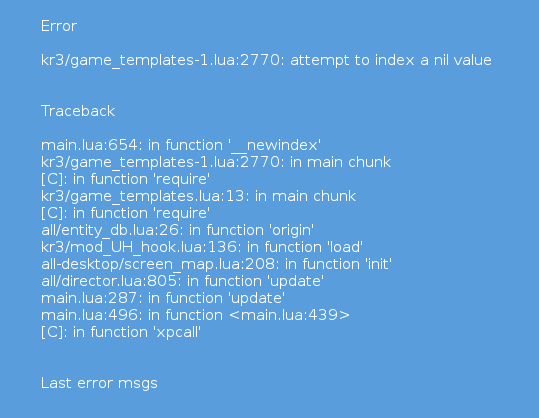 Error
kr3/game_templates-1.lua:2770: attempt to index a nil value
Traceback
main.lua:654: in function '__newindex'
kr3/game_templates-1.lua:2770: in main chunk
[C]: in function 'require'
kr3/game_templates.lua:13: in main chunk
[C]: in function 'require'
all/entity_db.lua:26: in function 'origin'
kr3/mod_UH_hook.lua:136: in function 'load'
all-desktop/screen_map.lua:208: in function 'init'
all/director.lua:805: in function 'update'
main.lua:287: in function 'update'
main.lua:496: in function <main.lua:439>
[C]: in function 'xpcall'
Last error msgs